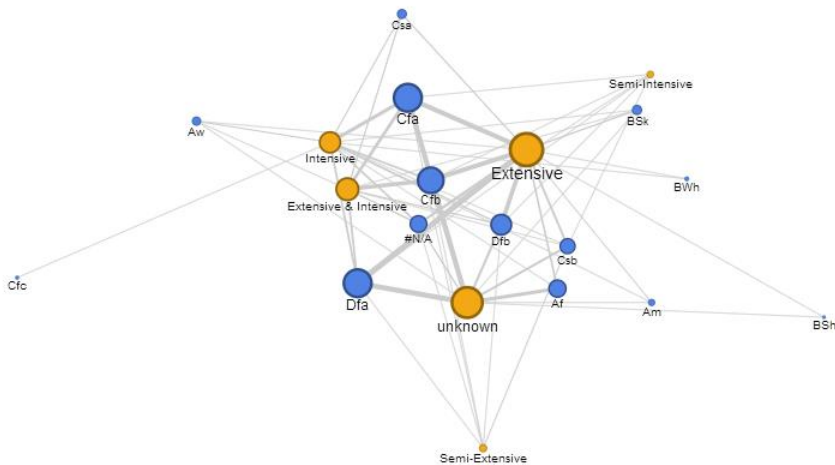 Csa
Semi-Intensive
Cfa
BSk
Aw
Intensive
Extensive
BWh
Cfb
Extensive & Intensive
#N/A
Dfb
Csb
Cfc
Dfa
Af
unknown
Am
BSh
Semi-Extensive